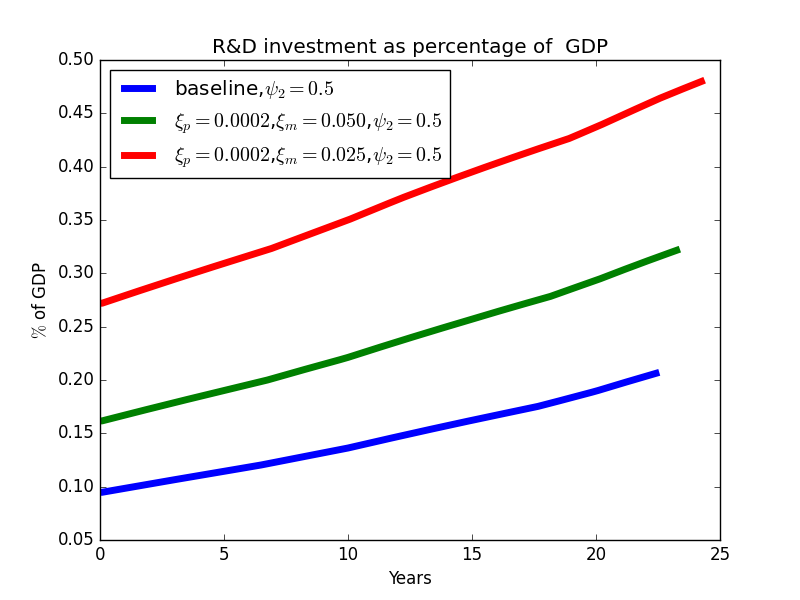 R&D investment as percentage of  GDP
baseline,ψ₂ = 0.5
ξₚ = 0.0002,ξₘ = 0.050,ψ₂ = 0.5
ξₚ = 0.0002,ξₘ = 0.025,ψ₂ = 0.5
0.50
0.45
0.40
0.35
0.30
0.25
0.20
0.15
0.10
0.05
% of GDP
0 5 10 15 20 25
Years